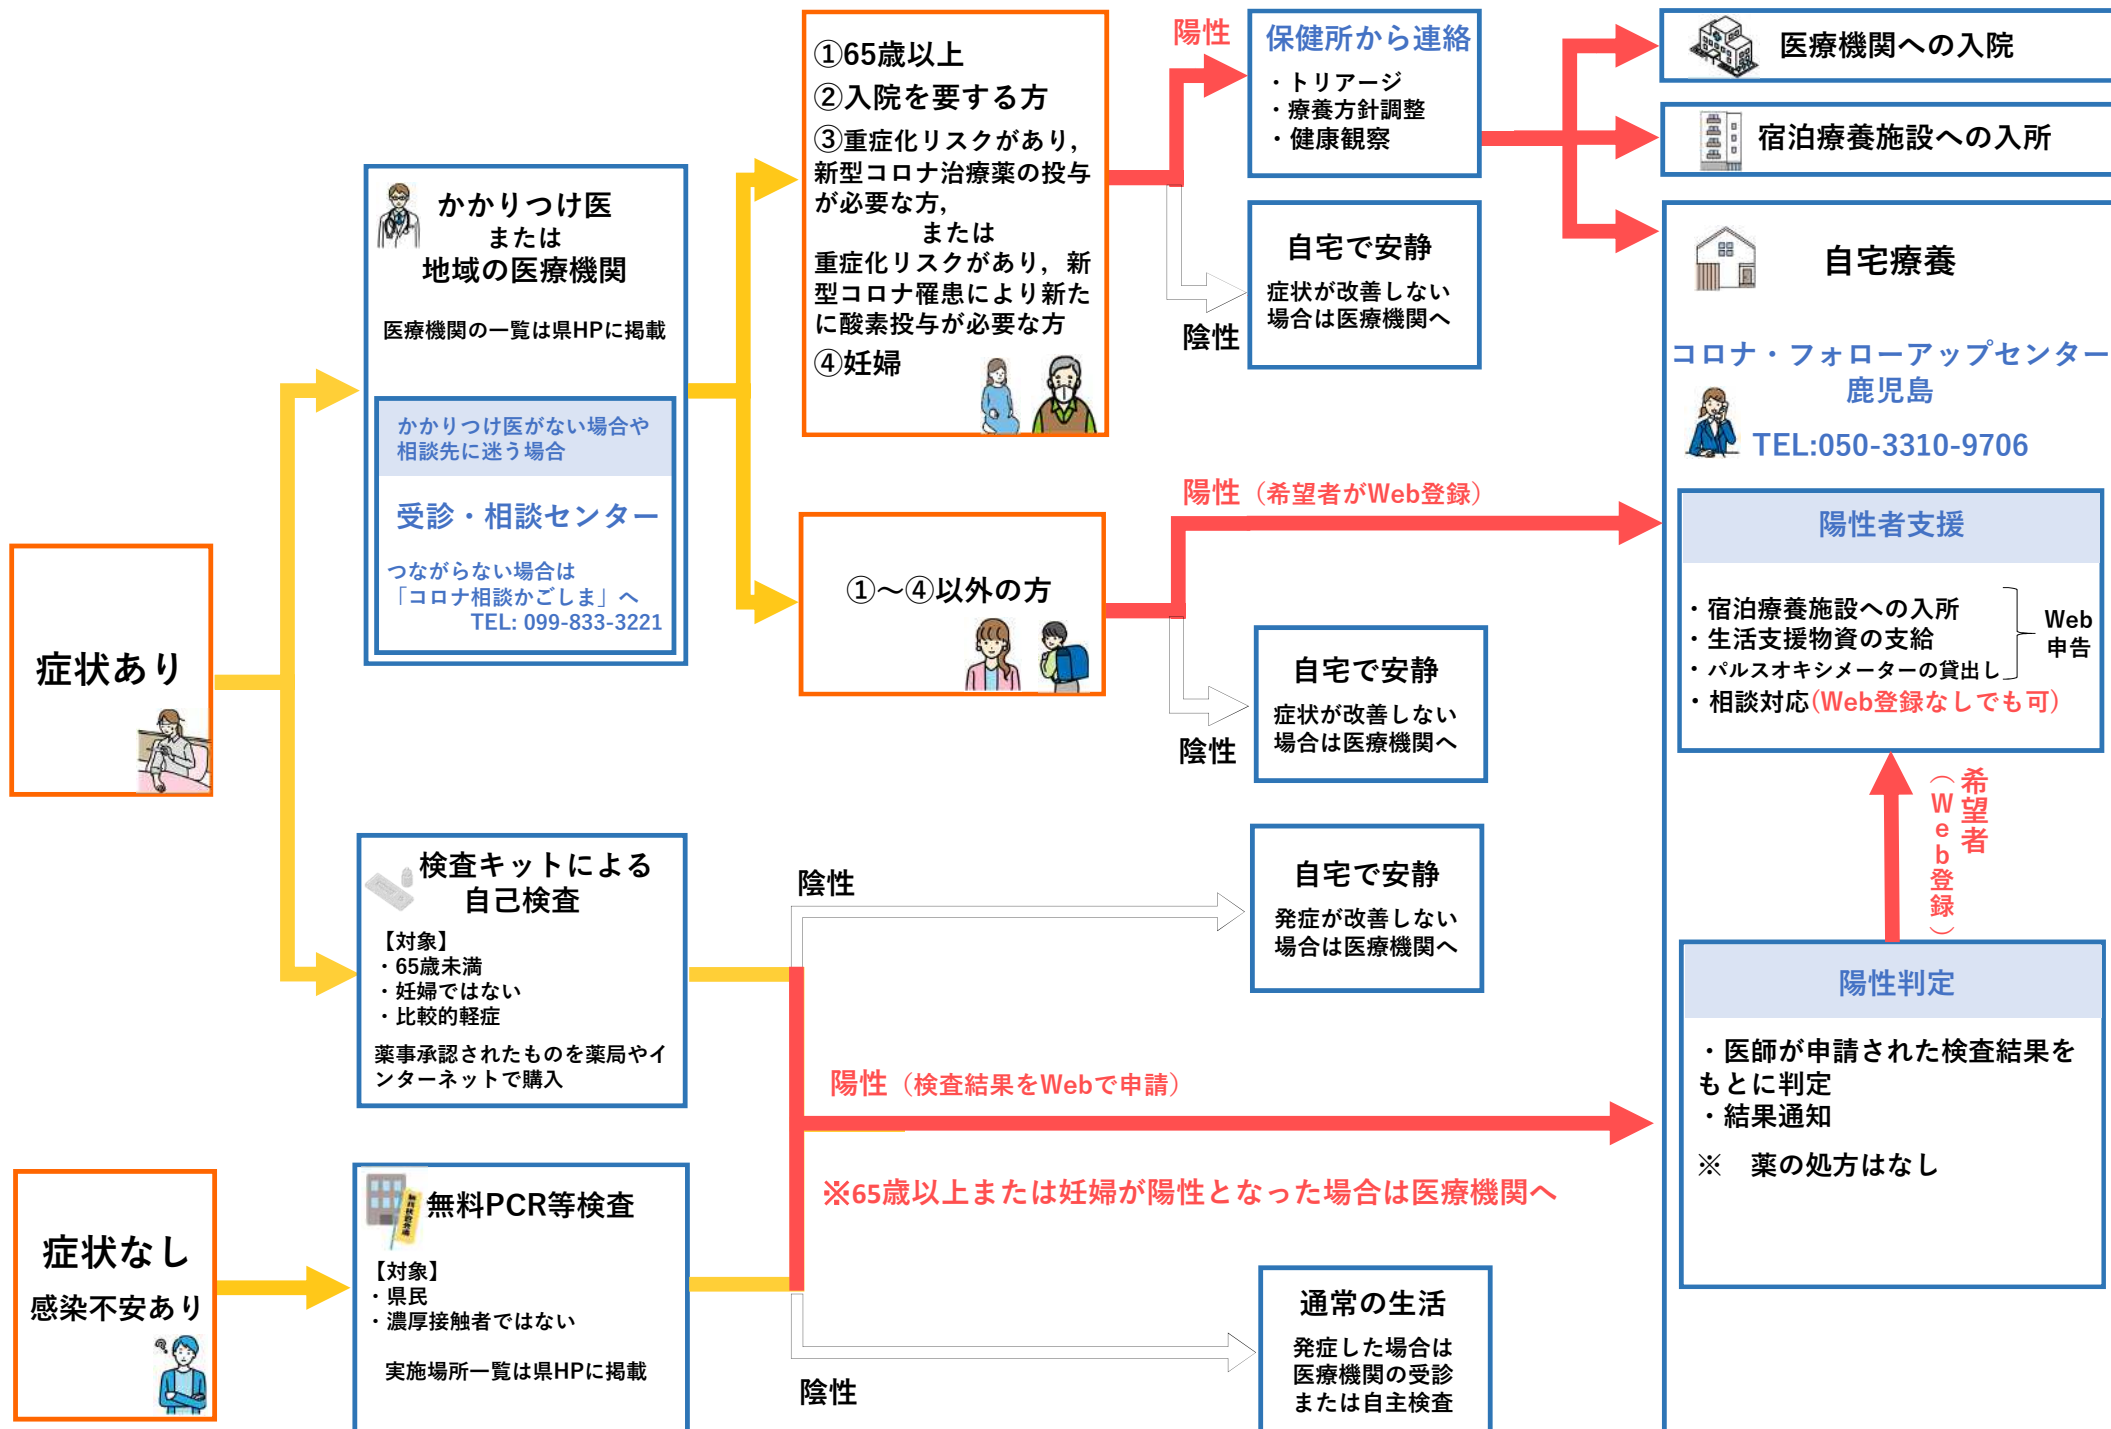 症状あり
症状なし
感染不安あり
かかりつけ医
または
地域の医療機関
医療機関の一覧は県HPに掲載
かかりつけ医がない場合や
相談先に迷う場合
受診・相談センター
つながらない場合は
「コロナ相談かごしま」へ
TEL: 099-833-3221
検査キットによる
自己検査
【対象】
・65歳未満
・妊婦ではない
・比較的軽症
薬事承認されたものを薬局やイ
ンターネットで購入
無料PCR等検査
【対象】
・県民
・濃厚接触者ではない
実施場所一覧は県HPに掲載
①65歳以上
②入院を要する方
③重症化リスクがあり,
新型コロナ治療薬の投与
が必要な方,
または
重症化リスクがあり, 新
型コロナ罹患により新た
に酸素投与が必要な方
④妊婦
①～④以外の方
陽性
陰性
保健所から連絡
・トリアージ
・療養方針調整
・健康観察
自宅で安静
症状が改善しない
場合は医療機関へ
陽性（希望者がWeb登録）
陰性
自宅で安静
症状が改善しない
場合は医療機関へ
陰性
自宅で安静
発症が改善しない
場合は医療機関へ
陽性（検査結果をWebで申請）
※65歳以上または妊婦が陽性となった場合は医療機関へ
陰性
通常の生活
発症した場合は
医療機関の受診
または自主検査
医療機関への入院
宿泊療養施設への入所
自宅療養
コロナ・フォローアップセンター
鹿児島
TEL:050-3310-9706
陽性者支援
・宿泊療養施設への入所
・生活支援物資の支給
・パルスオキシメーターの貸出し
Web
申告
・相談対応(Web登録なしでも可)
希望者
（Web登録）
陽性判定
・医師が申請された検査結果を
もとに判定
・結果通知
※　薬の処方はなし